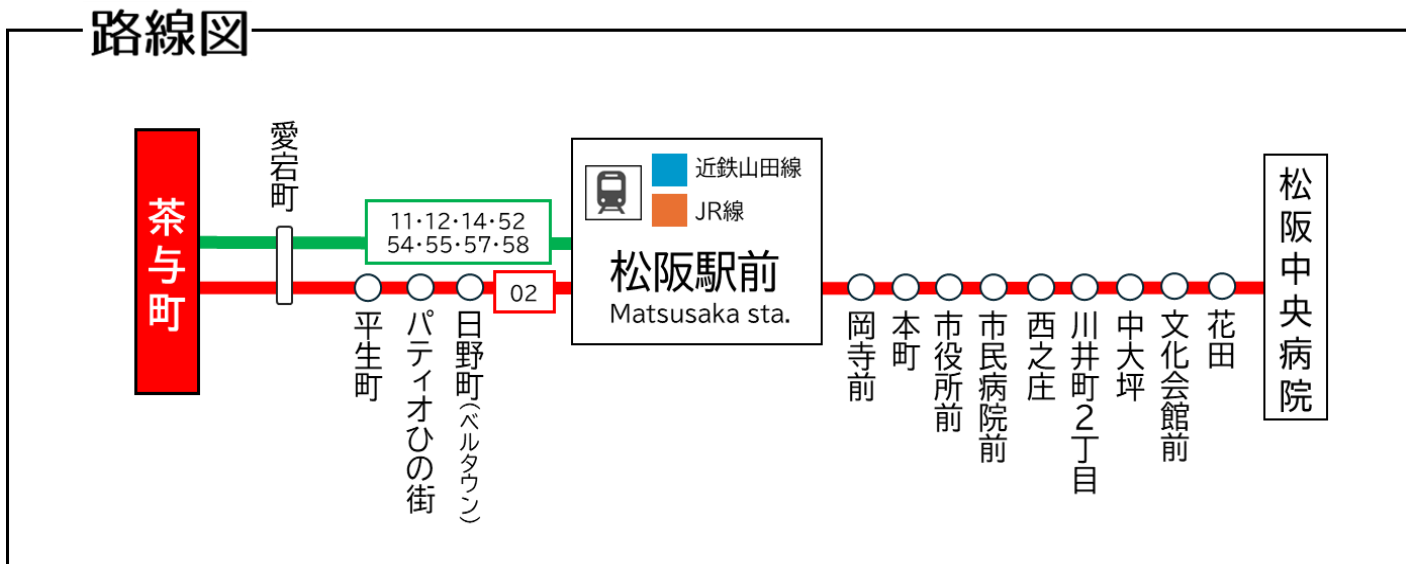 路線図
茶与町
愛宕町
11・12・14・52
54・55・57・58
02
平生町
パティオひの街
日野町(ベルタウン)
近鉄山田線
JR線
松阪駅前
Matsusaka sta.
岡寺前
本町
市役所前
市民病院前
西之庄
川井町2丁目
中大坪
文化会館前
花田
松阪中央病院